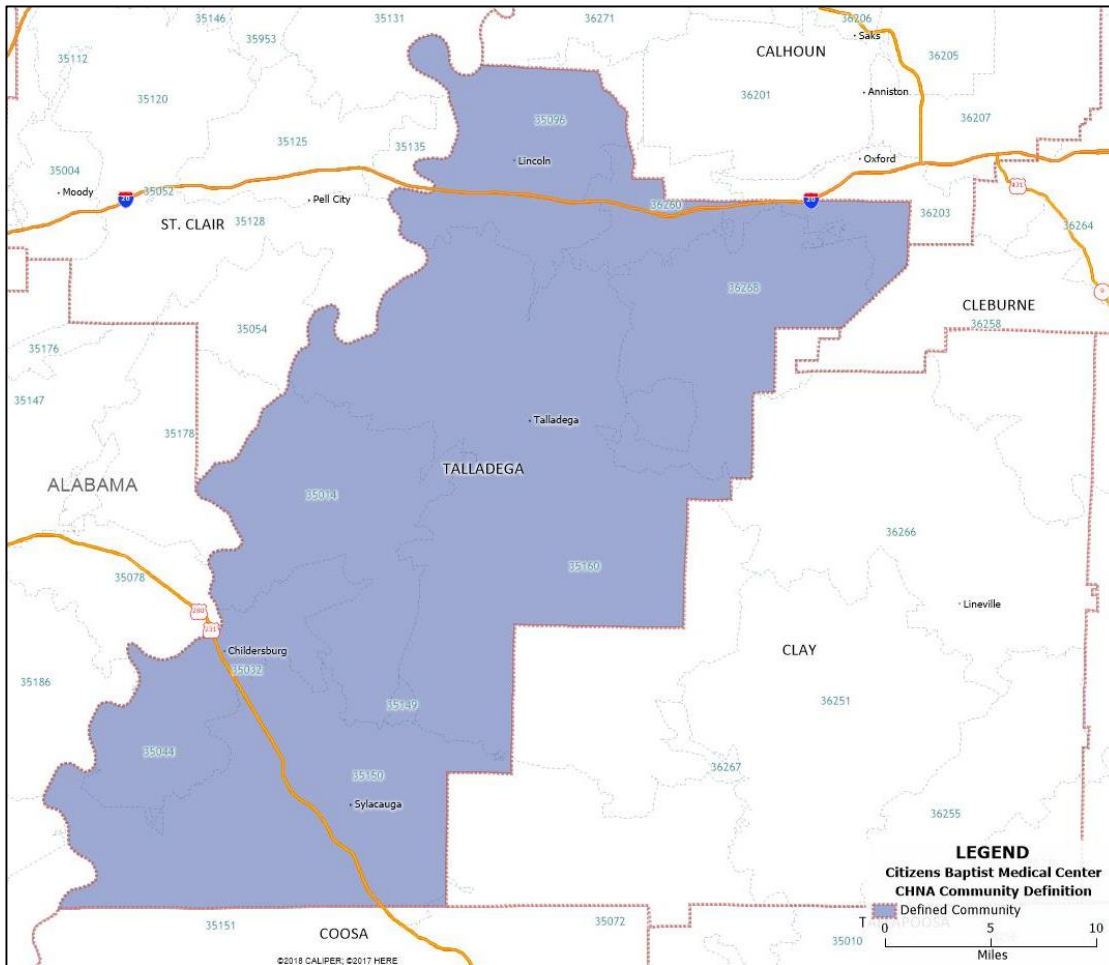 35146
35131
36271
36206
Saks
35953
CALHOUN
36205
35112
35120
36201
Anniston
36207
35096
35125
35135
Lincoln
Oxford
35004
Moody
35052
20
Pell City
20
431
ST. CLAIR
35128
36260
36203
36264
36268
9
CLEBURNE
36258
35054
35176
35147
35178
Talladega
TALLADEGA
ALABAMA
35014
36266
35160
35078
280
231
Lineville
Childersburg
35032
CLAY
35186
35149
36251
35044
36267
35150
Sylacauga
36255
LEGEND
Citizens Baptist Medical Center
CHNA Community Definition
Defined Community
35151
35072
COOSA
35010
0 5 10
Miles
©2018 CALIPER; ©2017 HERE